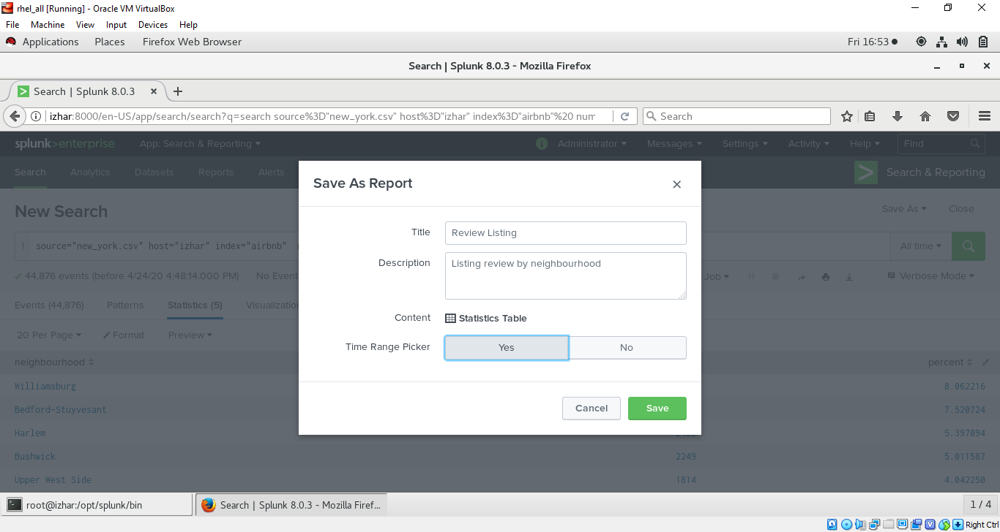 rhel_all [Running] - Oracle VM VirtualBox
File Machine View Input Devices Help
Applications Places Firefox Web Browser Fri 16:53
Search | Splunk 8.0.3 - Mozilla Firefox
Search | Splunk 8.0.3
izhar:8000/en-US/app/search/search?q=search source%3D"new_york.csv" host%3D"izhar" index%3D"airbnb"%20 num Search
splunk>enterprise App: Search & Reporting Administrator Messages Settings Activity Help Find
Search Analytics Datasets Reports Alerts Search & Reporting
Save As Report
New Search Save As Close
Title Review Listing
1 source="new_york.csv" host="izhar" index="airbnb" All time
Description Listing review by neighbourhood
44,876 events (before 4/24/20 4:48:14.000 PM) No Event Job Verbose Mode
Events (44,876) Patterns Statistics (5) Visualization
Content Statistics Table
20 Per Page Format Preview
Time Range Picker Yes No
neighbourhood percent
Williamsburg 8.062216
Cancel Save
Bedford-Stuyvesant 7.520724
Harlem 5.397094
Bushwick 2249 5.011587
Upper West Side 1814 4.042250
root@izhar:/opt/splunk/bin Search | Splunk 8.0.3 - Mozilla Firef... 1 / 4
Right Ctrl